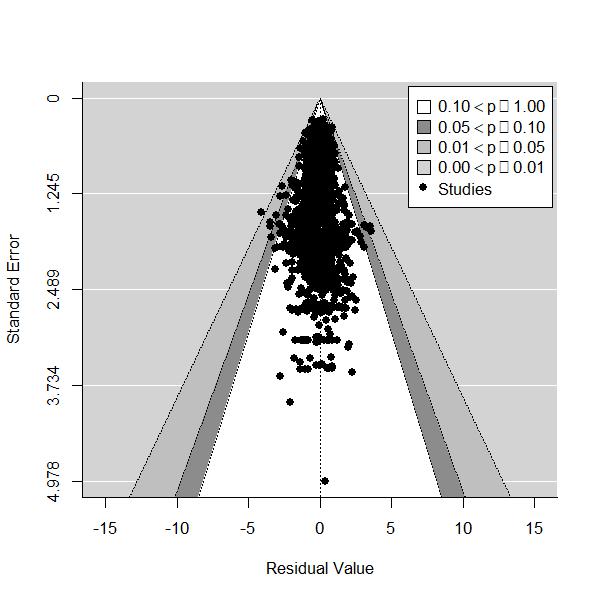 0.10 < p □ 1.00
0.05 < p □ 0.10
0.01 < p □ 0.05
0.00 < p □ 0.01
Studies
Standard Error
0
1.245
2.489
3.734
4.978
-15
-10
-5
0
5
10
15
Residual Value